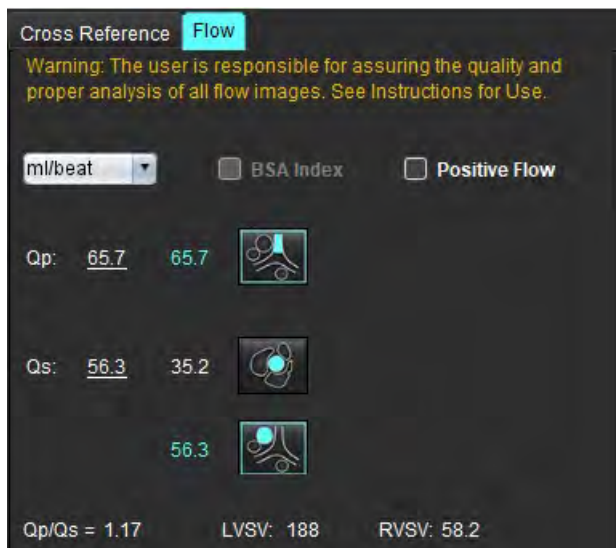 Cross Reference Flow
Warning: The user is responsible for assuring the quality and
proper analysis of all flow images. See Instructions for Use.
ml/beat BSA Index Positive Flow
Qp: 65.7 65.7
Qs: 56.3 35.2
56.3
Qp/Qs = 1.17 LVSV: 188 RVSV: 58.2